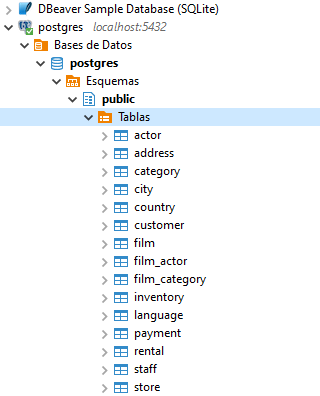 DBeaver Sample Database (SQLite)
postgres localhost:5432
Bases de Datos
postgres
Esquemas
public
Tablas
actor
address
category
city
country
customer
film
film_actor
film_category
inventory
language
payment
rental
staff
store